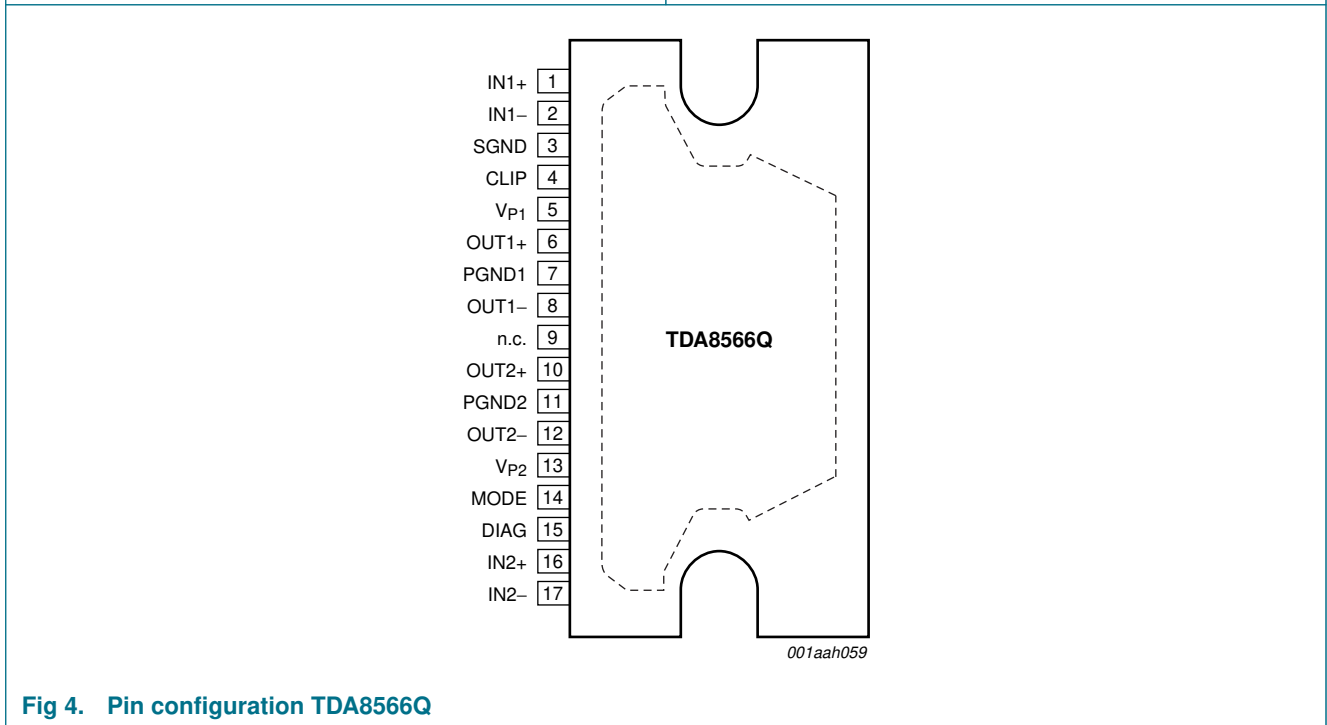 IN1+ 1
IN1− 2
SGND 3
CLIP 4
VP1 5
OUT1+ 6
PGND1 7
OUT1− 8
n.c. 9 TDA8566Q
OUT2+ 10
PGND2 11
OUT2− 12
VP2 13
MODE 14
DIAG 15
IN2+ 16
IN2− 17
001aah059
Fig 4. Pin configuration TDA8566Q